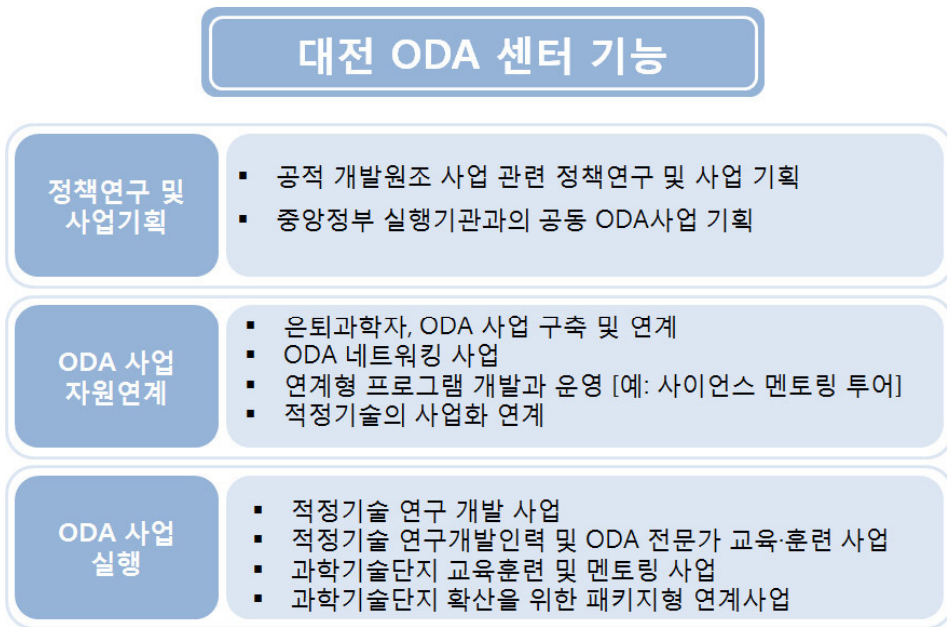 대전 ODA 센터 기능
정책연구 및
사업기획
▪ 공적 개발원조 사업 관련 정책연구 및 사업 기획
▪ 중앙정부 실행기관과의 공동 ODA사업 기획
ODA 사업
자원연계
▪ 은퇴과학자, ODA 사업 구축 및 연계
▪ ODA 네트워킹 사업
▪ 연계형 프로그램 개발과 운영 [예: 사이언스 멘토링 투어]
▪ 적정기술의 사업화 연계
ODA 사업
실행
▪ 적정기술 연구 개발 사업
▪ 적정기술 연구개발인력 및 ODA 전문가 교육·훈련 사업
▪ 과학기술단지 교육훈련 및 멘토링 사업
▪ 과학기술단지 확산을 위한 패키지형 연계사업